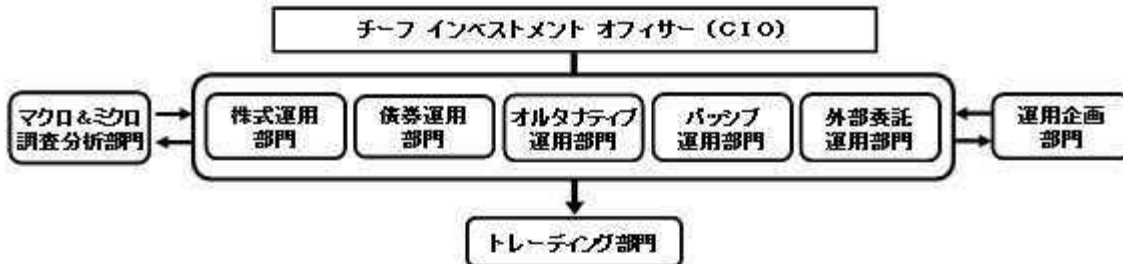 チーフ インベストメント オフィサー（ＣＩＯ）
マクロ＆ミクロ
調査分析部門
株式運用
部門
債券運用
部門
オルタナティブ
運用部門
パッシブ
運用部門
外部委託
運用部門
運用企画
部門
トレーディング部門